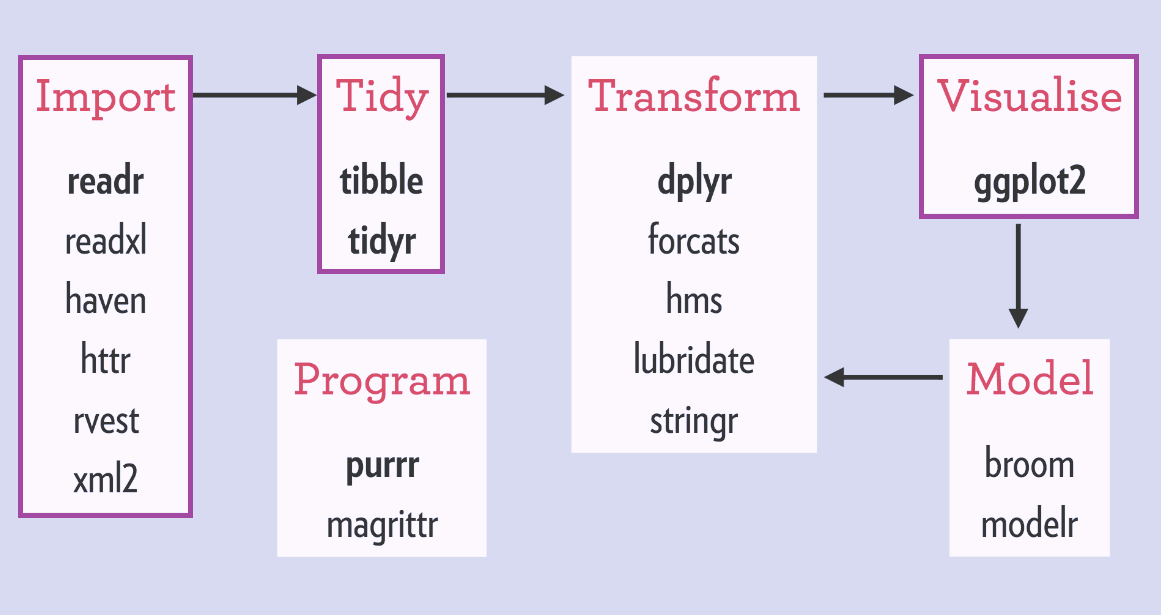 Import
readr
readxl
haven
httr
rvest
xml2
Tidy
tibble
tidyr
Program
purrr
magrittr
Transform
dplyr
forcats
hms
lubridate
stringr
Visualise
ggplot2
Model
broom
modelr